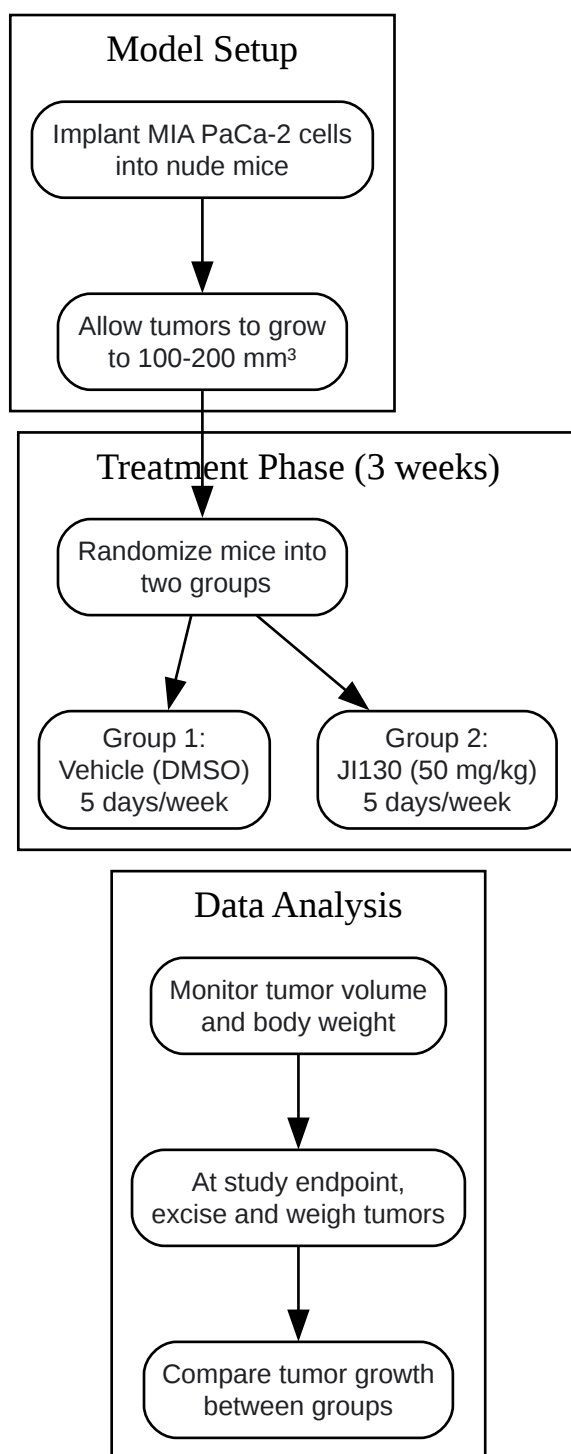 Model Setup
Implant MIA PaCa-2 cells
into nude mice
Allow tumors to grow
to 100-200 mm³
Treatment Phase (3 weeks)
Randomize mice into
two groups
Group 1:
Vehicle (DMSO)
5 days/week
Group 2:
JI130 (50 mg/kg)
5 days/week
Data Analysis
Monitor tumor volume
and body weight
At study endpoint,
excise and weigh tumors
Compare tumor growth
between groups